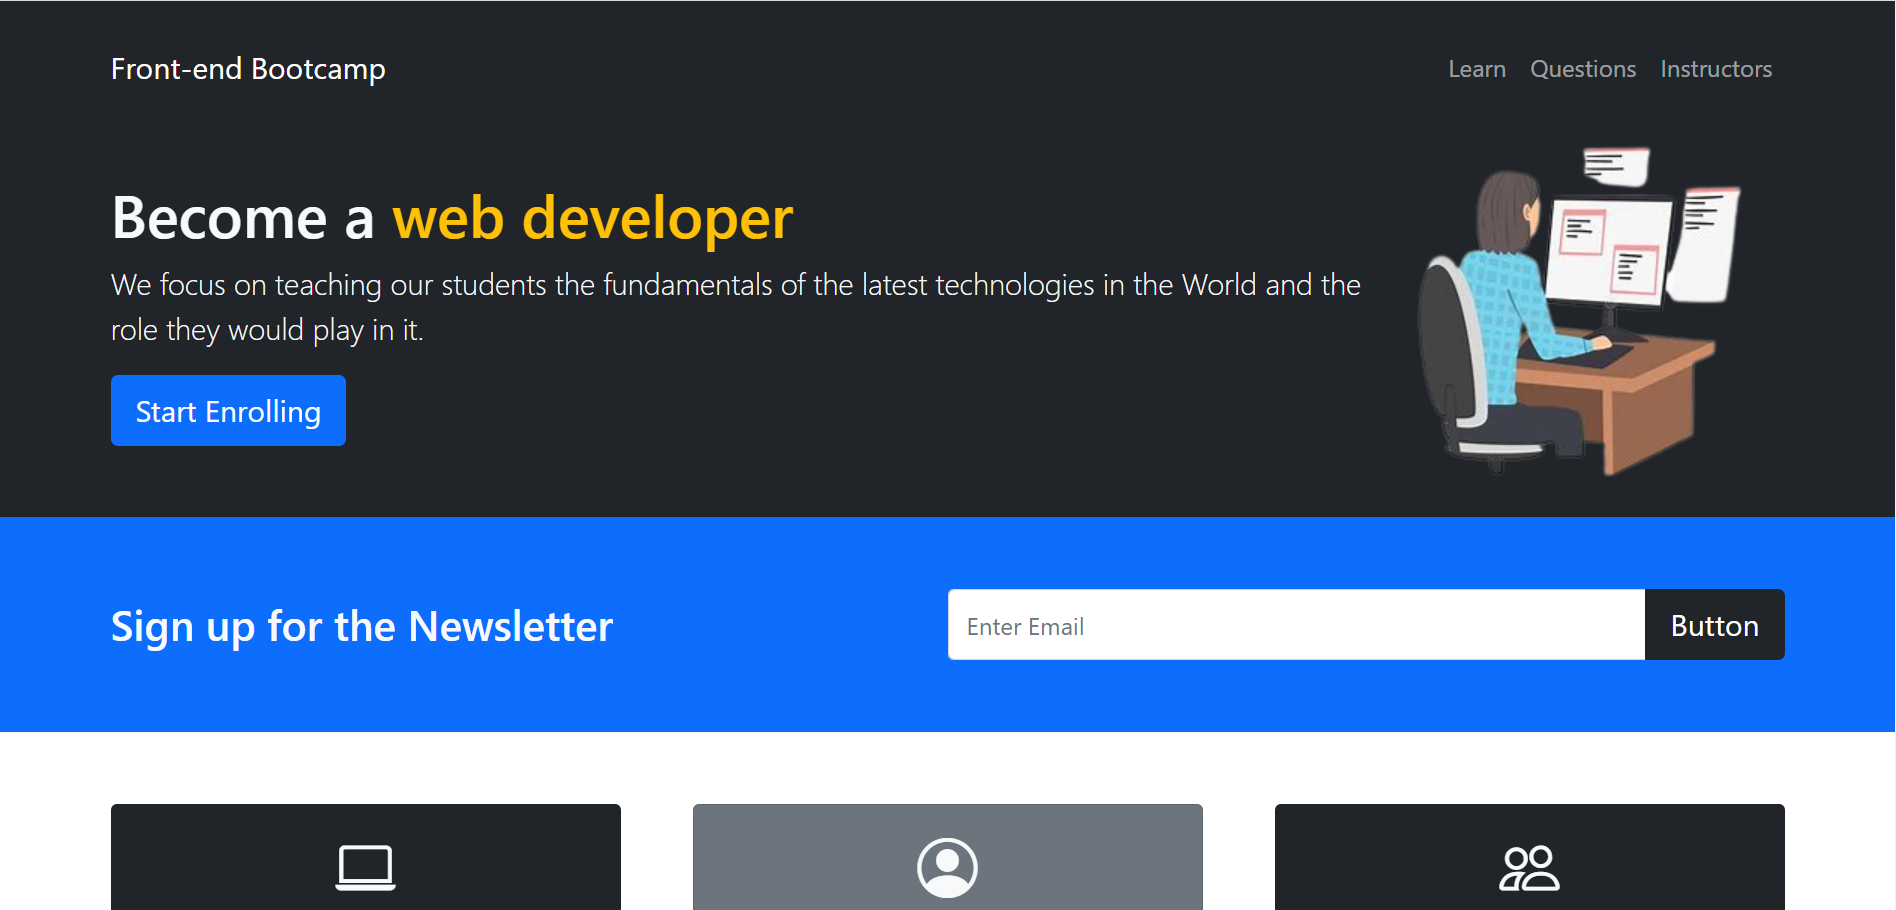 Front-end Bootcamp
Learn Questions Instructors
Become a web developer
We focus on teaching our students the fundamentals of the latest technologies in the World and the
role they would play in it.
Start Enrolling
Sign up for the Newsletter
Enter Email
Button